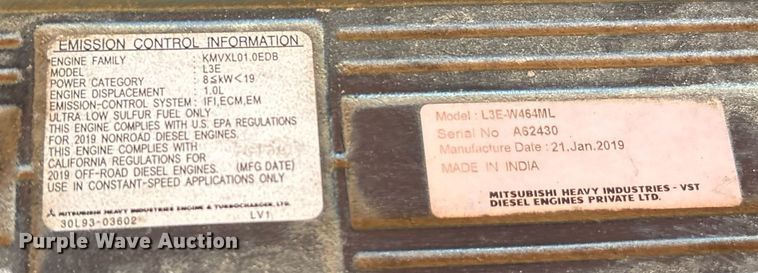 EMISSION CONTROL INFORMATION
ENGINE FAMILY : KMVXL01.0EDB
MODEL : L3E
POWER CATEGORY : 8≤kW<19
ENGINE DISPLACEMENT : 1.0L
EMISSION-CONTROL SYSTEM : IFI,ECM,EM
ULTRA LOW SULFUR FUEL ONLY
THIS ENGINE COMPLIES WITH U.S. EPA REGULATIONS
FOR 2019 NONROAD DIESEL ENGINES.
THIS ENGINE COMPLIES WITH
CALIFORNIA REGULATIONS FOR
2019 OFF-ROAD DIESEL ENGINES. (MFG DATE)
USE IN CONSTANT-SPEED APPLICATIONS ONLY
MITSUBISHI HEAVY INDUSTRIES ENGINE & TURBOCHARGER, LTD.
30L93-03602 LV1
Model : L3E-W464ML
Serial No A62430
Manufacture Date : 21.Jan.2019
MADE IN INDIA
MITSUBISHI HEAVY INDUSTRIES - VST
DIESEL ENGINES PRIVATE LTD.
Purple Wave Auction